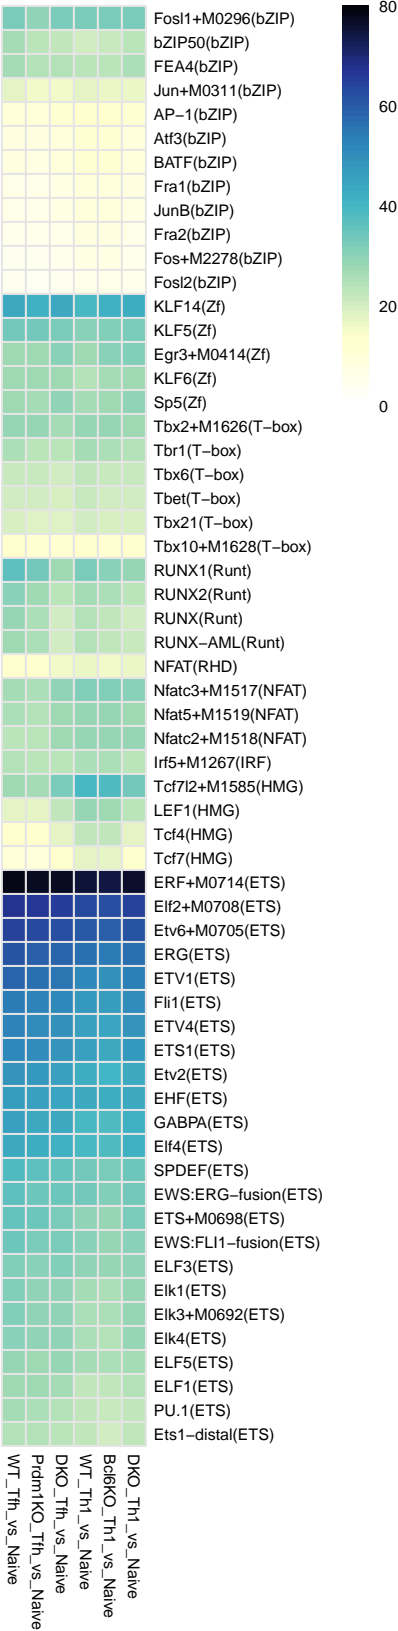 Fosl1+M0296(bZIP)
bZIP50(bZIP)
FEA4(bZIP)
Jun+M0311(bZIP)
AP−1(bZIP)
Atf3(bZIP)
BATF(bZIP)
Fra1(bZIP)
JunB(bZIP)
Fra2(bZIP)
Fos+M2278(bZIP)
Fosl2(bZIP)
KLF14(Zf)
KLF5(Zf)
Egr3+M0414(Zf)
KLF6(Zf)
Sp5(Zf)
Tbx2+M1626(T−box)
Tbr1(T−box)
Tbx6(T−box)
Tbet(T−box)
Tbx21(T−box)
Tbx10+M1628(T−box)
RUNX1(Runt)
RUNX2(Runt)
RUNX(Runt)
RUNX−AML(Runt)
NFAT(RHD)
Nfatc3+M1517(NFAT)
Nfat5+M1519(NFAT)
Nfatc2+M1518(NFAT)
Irf5+M1267(IRF)
Tcf7l2+M1585(HMG)
LEF1(HMG)
Tcf4(HMG)
Tcf7(HMG)
ERF+M0714(ETS)
Elf2+M0708(ETS)
Etv6+M0705(ETS)
ERG(ETS)
ETV1(ETS)
Fli1(ETS)
ETV4(ETS)
ETS1(ETS)
Etv2(ETS)
EHF(ETS)
GABPA(ETS)
Elf4(ETS)
SPDEF(ETS)
EWS:ERG−fusion(ETS)
ETS+M0698(ETS)
EWS:FLI1−fusion(ETS)
ELF3(ETS)
Elk1(ETS)
Elk3+M0692(ETS)
Elk4(ETS)
ELF5(ETS)
ELF1(ETS)
PU.1(ETS)
Ets1−distal(ETS)
WT_Tfh_vs_Naive
Prdm1KO_Tfh_vs_Naive
DKO_Tfh_vs_Naive
WT_Th1_vs_Naive
Bcl6KO_Th1_vs_Naive
DKO_Th1_vs_Naive
80
60
40
20
0